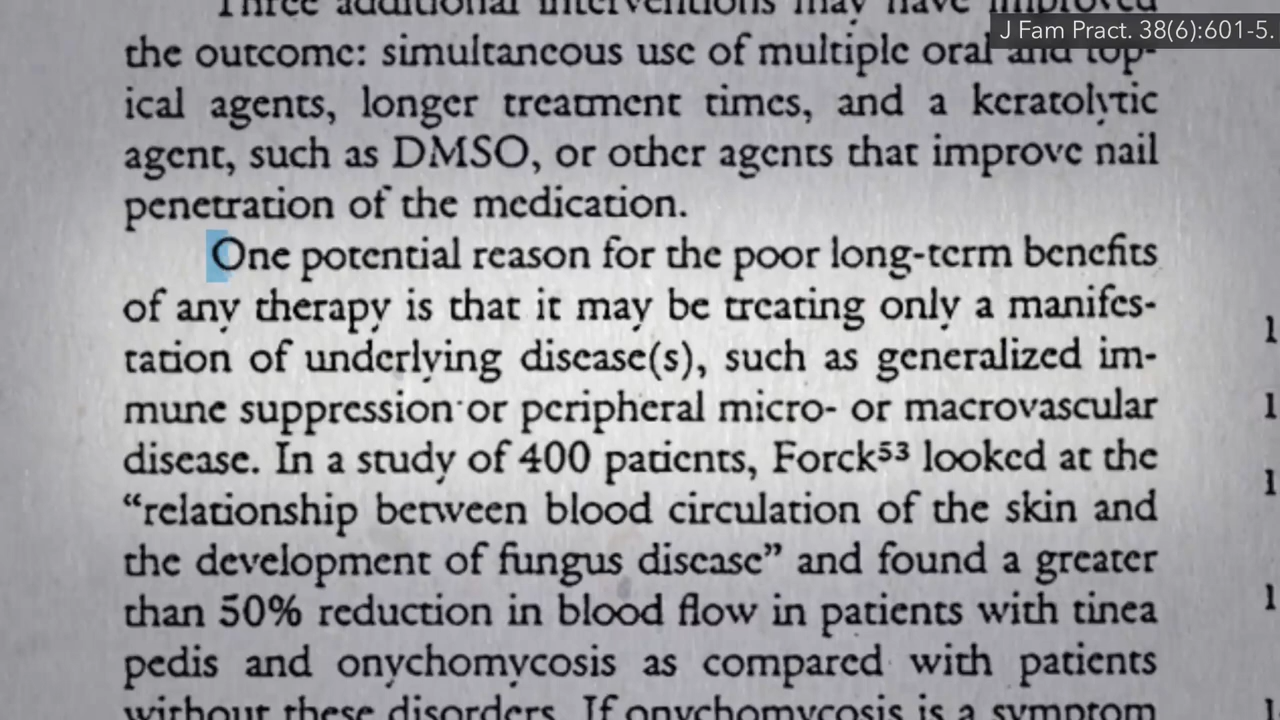 Three additional interventions may have improved
J Fam Pract. 38(6):601-5.
the outcome: simultaneous use of multiple oral and top-
ical agents, longer treatment times, and a keratolytic
agent, such as DMSO, or other agents that improve nail
penetration of the medication.
One potential reason for the poor long-term benefits
of any therapy is that it may be treating only a manifes-
tation of underlying disease(s), such as generalized im-
mune suppression or peripheral micro- or macrovascular
disease. In a study of 400 patients, Forck53 looked at the
“relationship between blood circulation of the skin and
the development of fungus disease” and found a greater
than 50% reduction in blood flow in patients with tinea
pedis and onychomycosis as compared with patients
without these disorders. If onychomycosis is a symptom
1
1
1
1
1